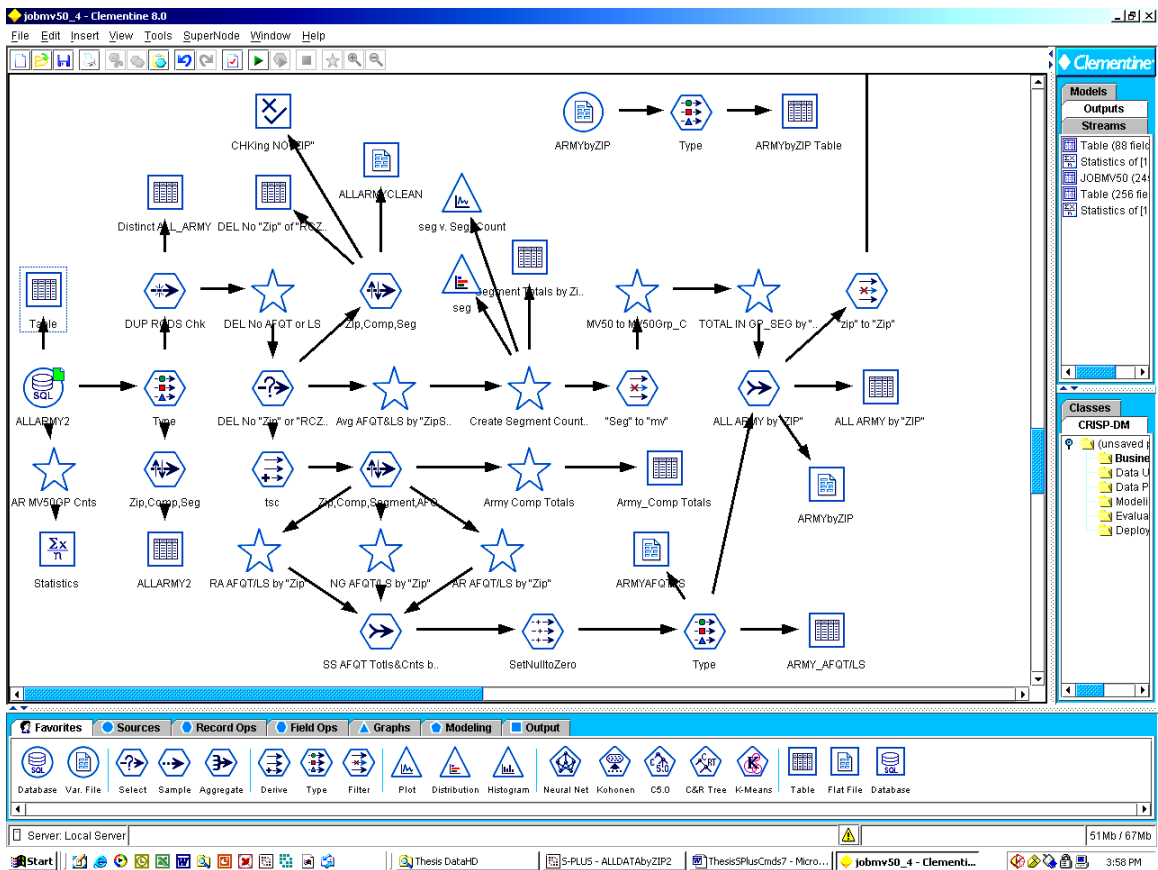 jobmv50_4 - Clementine 8.0
File Edit Insert View Tools SuperNode Window Help
Clementine
Models
Outputs
Streams
Table (88 field
Statistics of [1
JOBMV50 (24
Table (256 fie
Statistics of [1
CHKing NO "ZIP"
ARMYbyZIP
Type
ARMYbyZIP Table
ALLARMYCLEAN
Distinct ALL_ARMY
DEL No "Zip" of "RCZ..
seg v. Seg Count
Segment Totals by Zi..
seg
Table
DUP RCDS Chk
DEL No AFQT or LS
Zip,Comp,Seg
MV50 to MV50Grp_C
TOTAL IN GP_SEG by "..
"zip" to "Zip"
SQL
ALLARMY2
Type
DEL No "Zip" or "RCZ..
Avg AFQT&LS by "ZipS..
Create Segment Count..
"Seg" to "mv"
ALL ARMY by "ZIP"
ALL ARMY by "ZIP"
AR MV50GP Cnts
Zip,Comp,Seg
tsc
Zip,Comp,Segment,AFQ..
Army Comp Totals
Army_Comp Totals
ARMYbyZIP
Σx
n
Statistics
ALLARMY2
RA AFQT/LS by "Zip"
NG AFQT/LS by "Zip"
AR AFQT/LS by "Zip"
ARMYAFQT/LS
SS AFQT Totls&Cnts b..
SetNulltoZero
Type
ARMY_AFQT/LS
Classes
CRISP-DM
(unsaved p
Busine
Data U
Data P
Modeli
Evalua
Deploy
Favorites Sources Record Ops Field Ops Graphs Modeling Output
SQL C 5.0 C RT K SQL
Database Var. File Select Sample Aggregate Derive Type Filter Plot Distribution Histogram Neural Net Kohonen C5.0 C&R Tree K-Means Table Flat File Database
Server: Local Server
51Mb / 67Mb
Start Thesis DataHD S-PLUS - ALLDATAbyZIP2 ThesisSPlusCmds7 - Micro... jobmv50_4 - Clementi... 3:58 PM